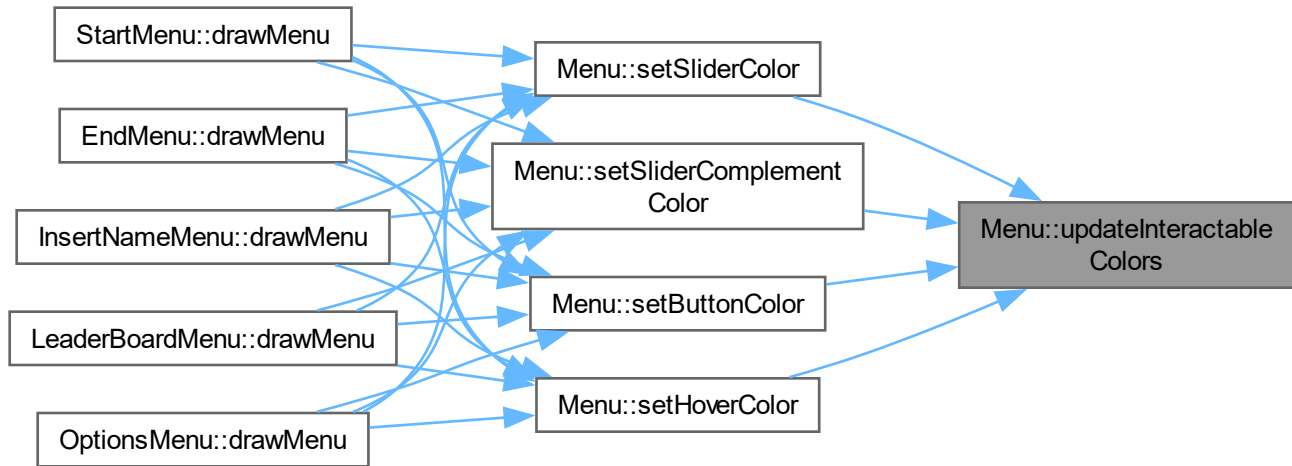 StartMenu::drawMenu
EndMenu::drawMenu
InsertNameMenu::drawMenu
LeaderBoardMenu::drawMenu
OptionsMenu::drawMenu
Menu::setSliderColor
Menu::setSliderComplement
Color
Menu::setButtonColor
Menu::setHoverColor
Menu::updateInteractable
Colors